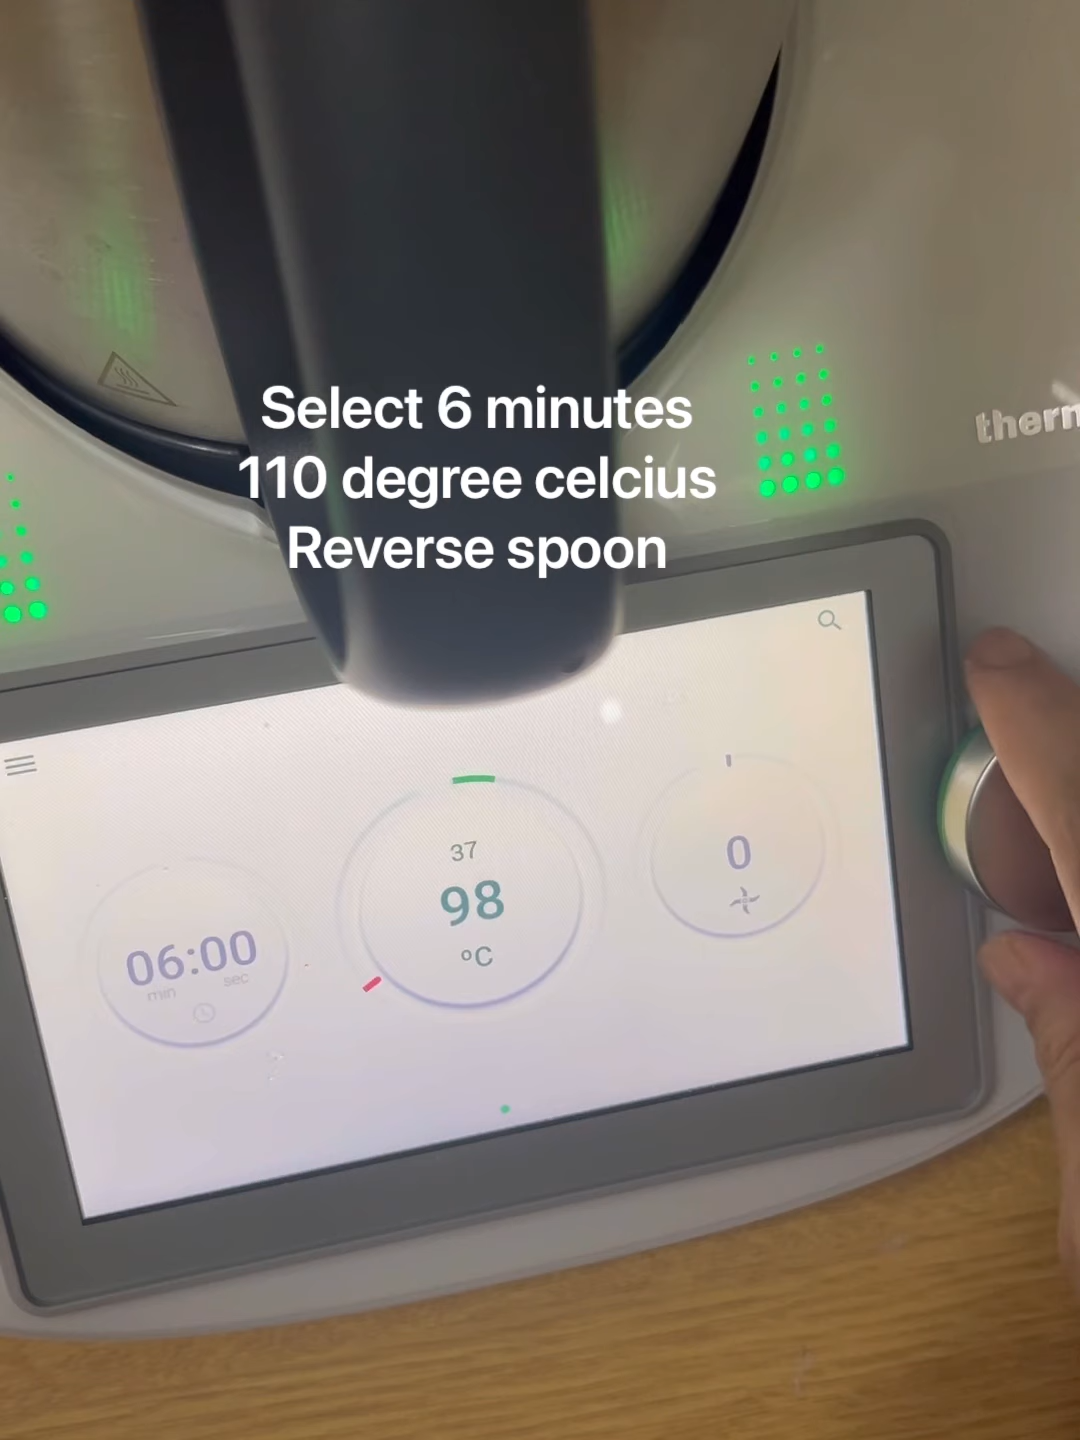 Select 6 minutes
110 degree celcius
Reverse spoon
therm
37
98
°C
0
06:00
min sec